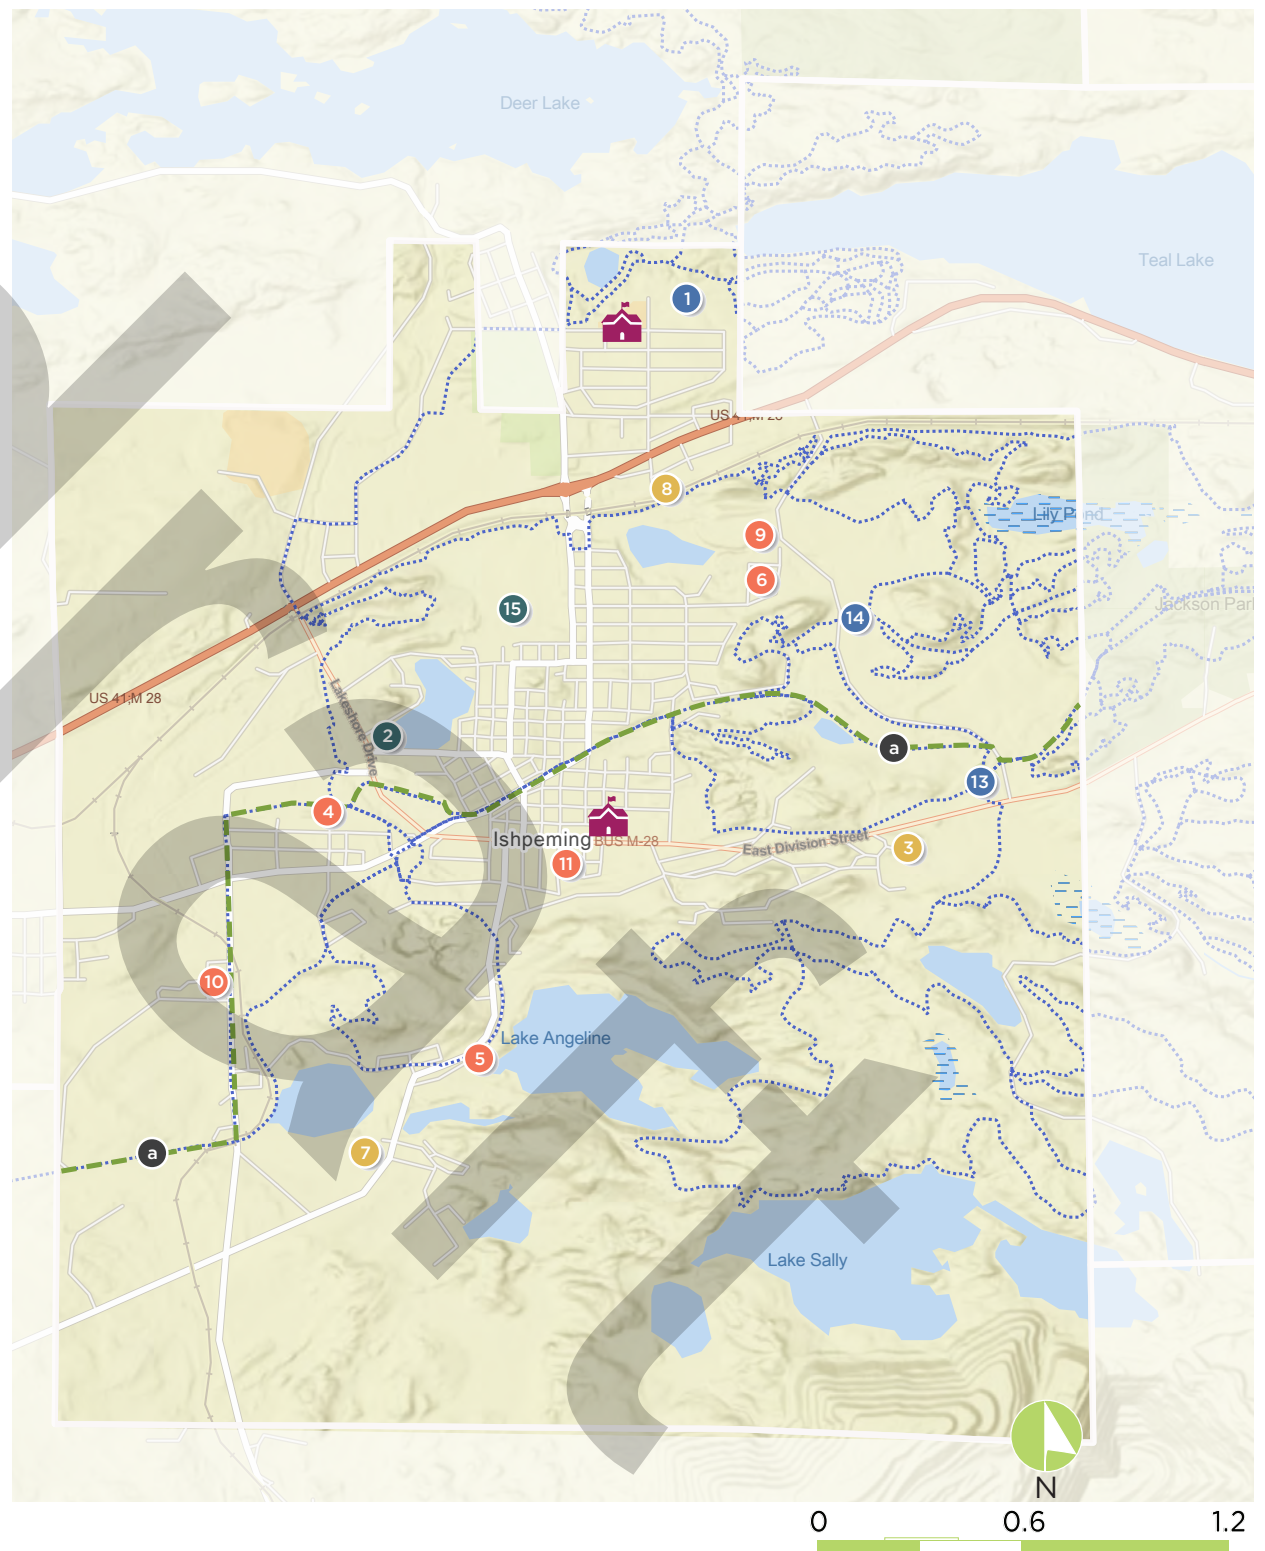 Deer Lake
Teal Lake
1
US 41;M 28
8
Lily Pond
9
6
Jackson Park
15
14
US 41;M 28
Lakeshore Drive
2
a
13
4
Ishpeming
BUS M-28
East Division Street
3
11
10
Lake Angeline
5
a
7
Lake Sally
N
0 0.6 1.2